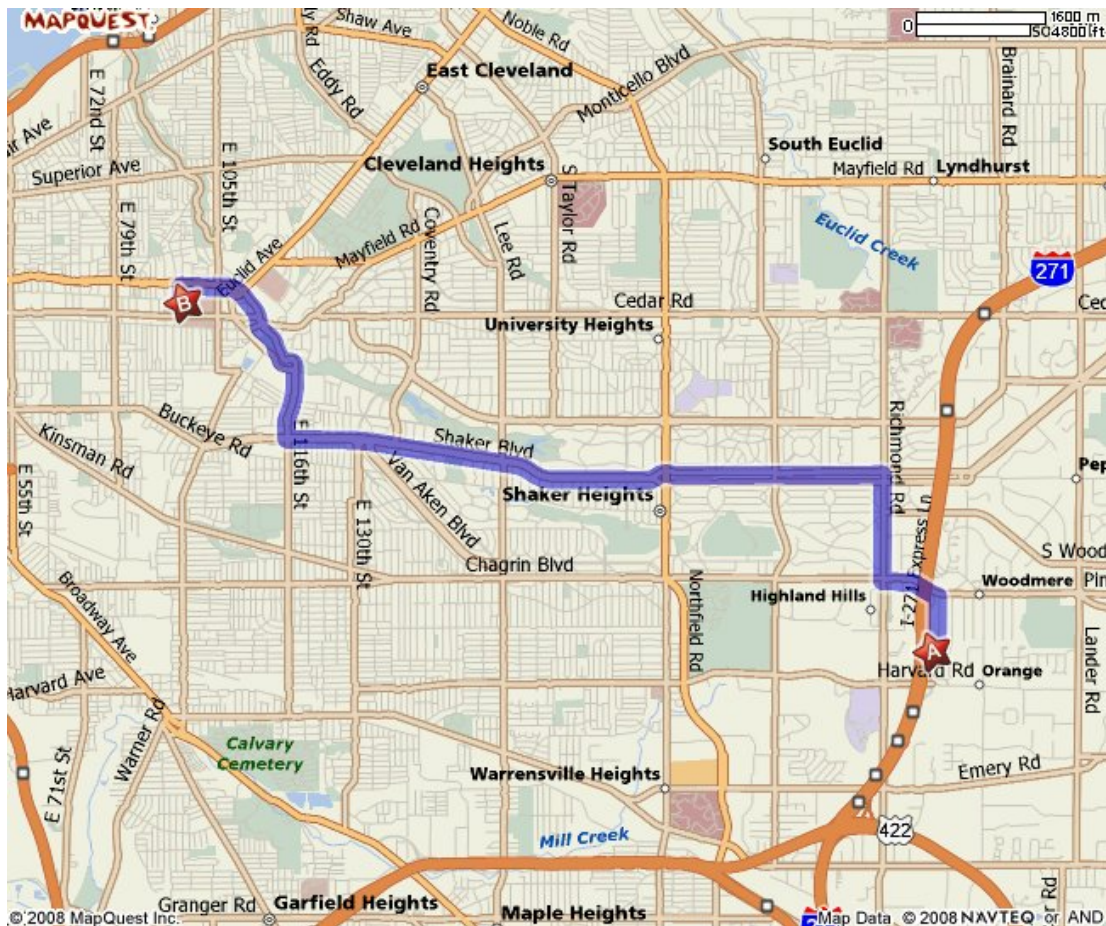 MAPQUEST
0 1600 m
4800 ft
Shaw Ave
Noble Rd
Eddy Rd
East Cleveland
Monticello Blvd
Brainard Rd
E 72nd St
Superior Ave
E 105th St
Cleveland Heights
S Taylor Rd
South Euclid
Mayfield Rd
Lyndhurst
E 79th St
Euclid Ave
Mayfield Rd
Coventry Rd
Lee Rd
Euclid Creek
271
B
Cedar Rd
University Heights
Buckeye Rd
Kinsman Rd
E 116th St
Shaker Blvd
Richmond Rd
E 55th St
Van Aken Blvd
Shaker Heights
E 130th St
Chagrin Blvd
I-271 Express
S Wood
Woodmere
Pin
Highland Hills
Broadway Ave
Northfield Rd
A
Harvard Rd
Orange
Lander Rd
Harvard Ave
Warner Rd
E 71st St
Calvary
Cemetery
Warrensville Heights
Emery Rd
Mill Creek
422
Granger Rd
Garfield Heights
Maple Heights
© 2008 MapQuest Inc.
Map Data © 2008 NAVTEQ or AND